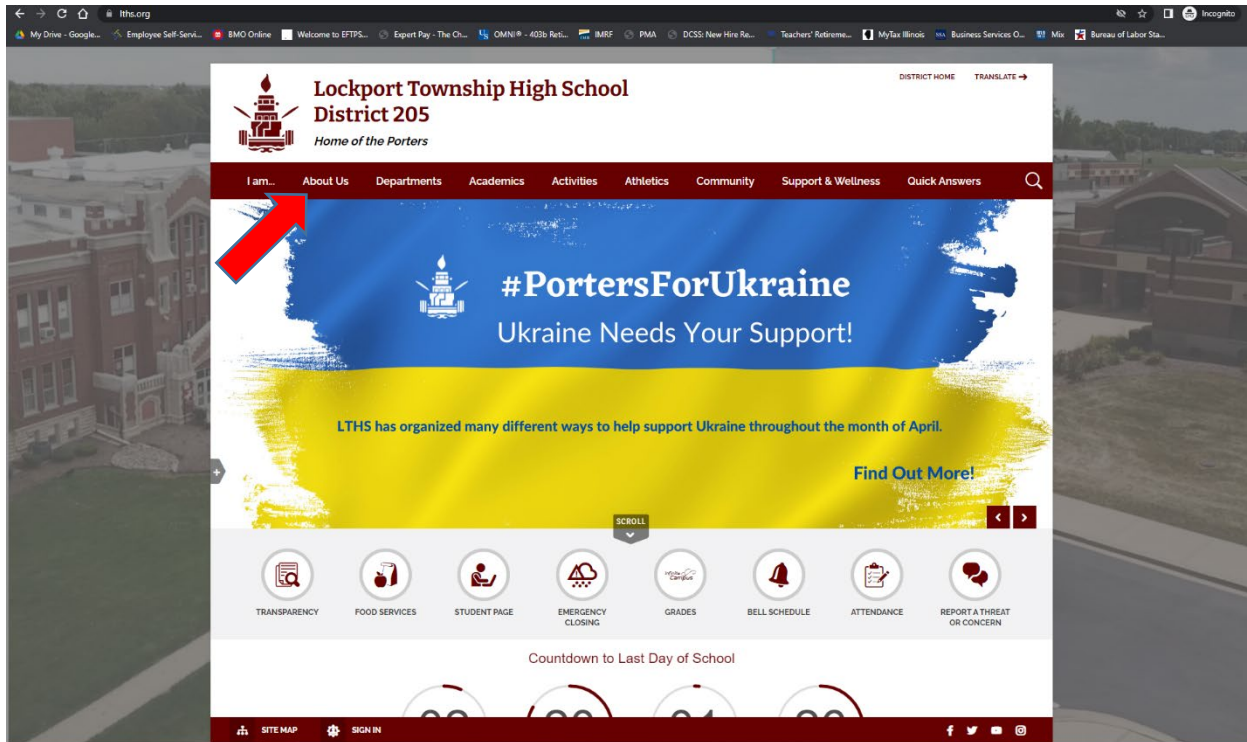 lths.org
Incognito
My Drive - Google... Employee Self-Servi... BMO Online Welcome to EFTPS... Expert Pay - The Ch... OMNI® - 403b Reti... IMRF PMA DCSS: New Hire Re... Teachers' Retireme... MyTax Illinois Business Services O... Mix Bureau of Labor Sta...
DISTRICT HOME TRANSLATE
Lockport Township High School
District 205
Home of the Porters
I am... About Us Departments Academics Activities Athletics Community Support & Wellness Quick Answers
#PortersForUkraine
Ukraine Needs Your Support!
LTHS has organized many different ways to help support Ukraine throughout the month of April.
Find Out More!
SCROLL
Infinite Campus
TRANSPARENCY FOOD SERVICES STUDENT PAGE EMERGENCY CLOSING GRADES BELL SCHEDULE ATTENDANCE REPORT A THREAT OR CONCERN
Countdown to Last Day of School
SITE MAP SIGN IN